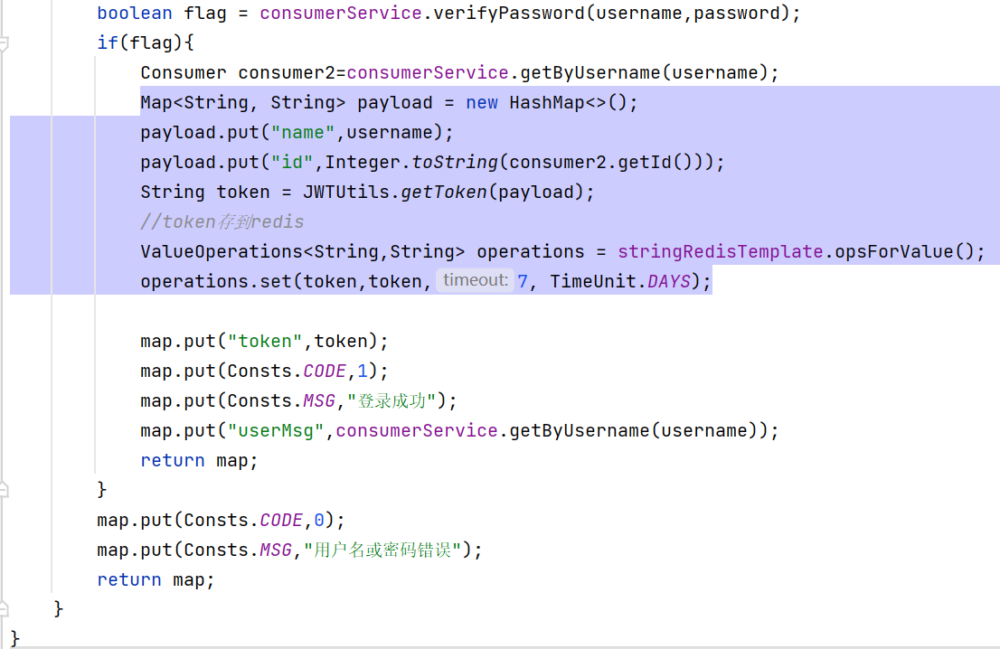 boolean flag = consumerService.verifyPassword(username,password);
if(flag){
Consumer consumer2=consumerService.getByUsername(username);
Map<String, String> payload = new HashMap<>();
payload.put("name",username);
payload.put("id",Integer.toString(consumer2.getId()));
String token = JWTUtils.getToken(payload);
//token存到redis
ValueOperations<String,String> operations = stringRedisTemplate.opsForValue();
operations.set(token,token, timeout: 7, TimeUnit.DAYS);
map.put("token",token);
map.put(Consts.CODE,1);
map.put(Consts.MSG,"登录成功");
map.put("userMsg",consumerService.getByUsername(username));
return map;
}
map.put(Consts.CODE,0);
map.put(Consts.MSG,"用户名或密码错误");
return map;
}
}